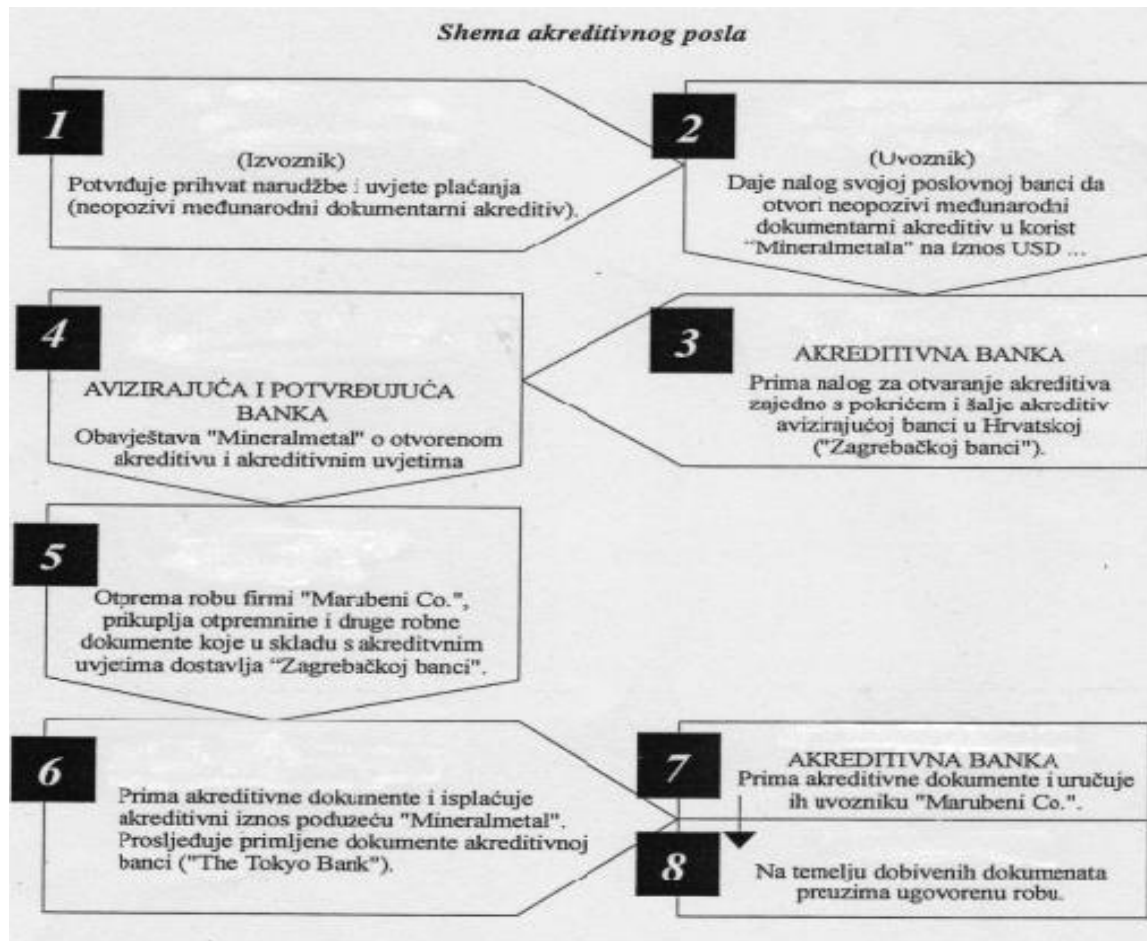 Shema akreditivnog posla
1
(Izvoznik)
Potvrđuje prihvat narudžbe i uvjete plaćanja
(neopozivi međunarodni dokumentarni akreditiv).
2
(Uvoznik)
Daje nalog svojoj poslovnoj banci da
otvori neopozivi međunarodni
dokumentarni akreditiv u korist
"Mineralmetala" na iznos USD ...
3
AKREDITIVNA BANKA
Prima nalog za otvaranje akreditiva
zajedno s pokrićem i šalje akreditiv
avizirajućoj banci u Hrvatskoj
("Zagrebačkoj banci").
4
AVIZIRAJUĆA I POTVRĐUJUĆA
BANKA
Obavještava "Mineralmetal" o otvorenom
akreditivu i akreditivnim uvjetima
5
Otprema robu firmi "Marubeni Co.",
prikuplja otpremnine i druge robne
dokumente koje u skladu s akreditvnim
uvjetima dostavlja "Zagrebačkoj banci".
6
Prima akreditivne dokumente i isplaćuje
akreditivni iznos poduzeću "Mineralmetal".
Prosljeđuje primljene dokumente akreditivnoj
banci ("The Tokyo Bank").
7
AKREDITIVNA BANKA
Prima akreditivne dokumente i uručuje
ih uvozniku "Marubeni Co.".
8
Na temelju dobivenih dokumenata
preuzima ugovorenu robu.